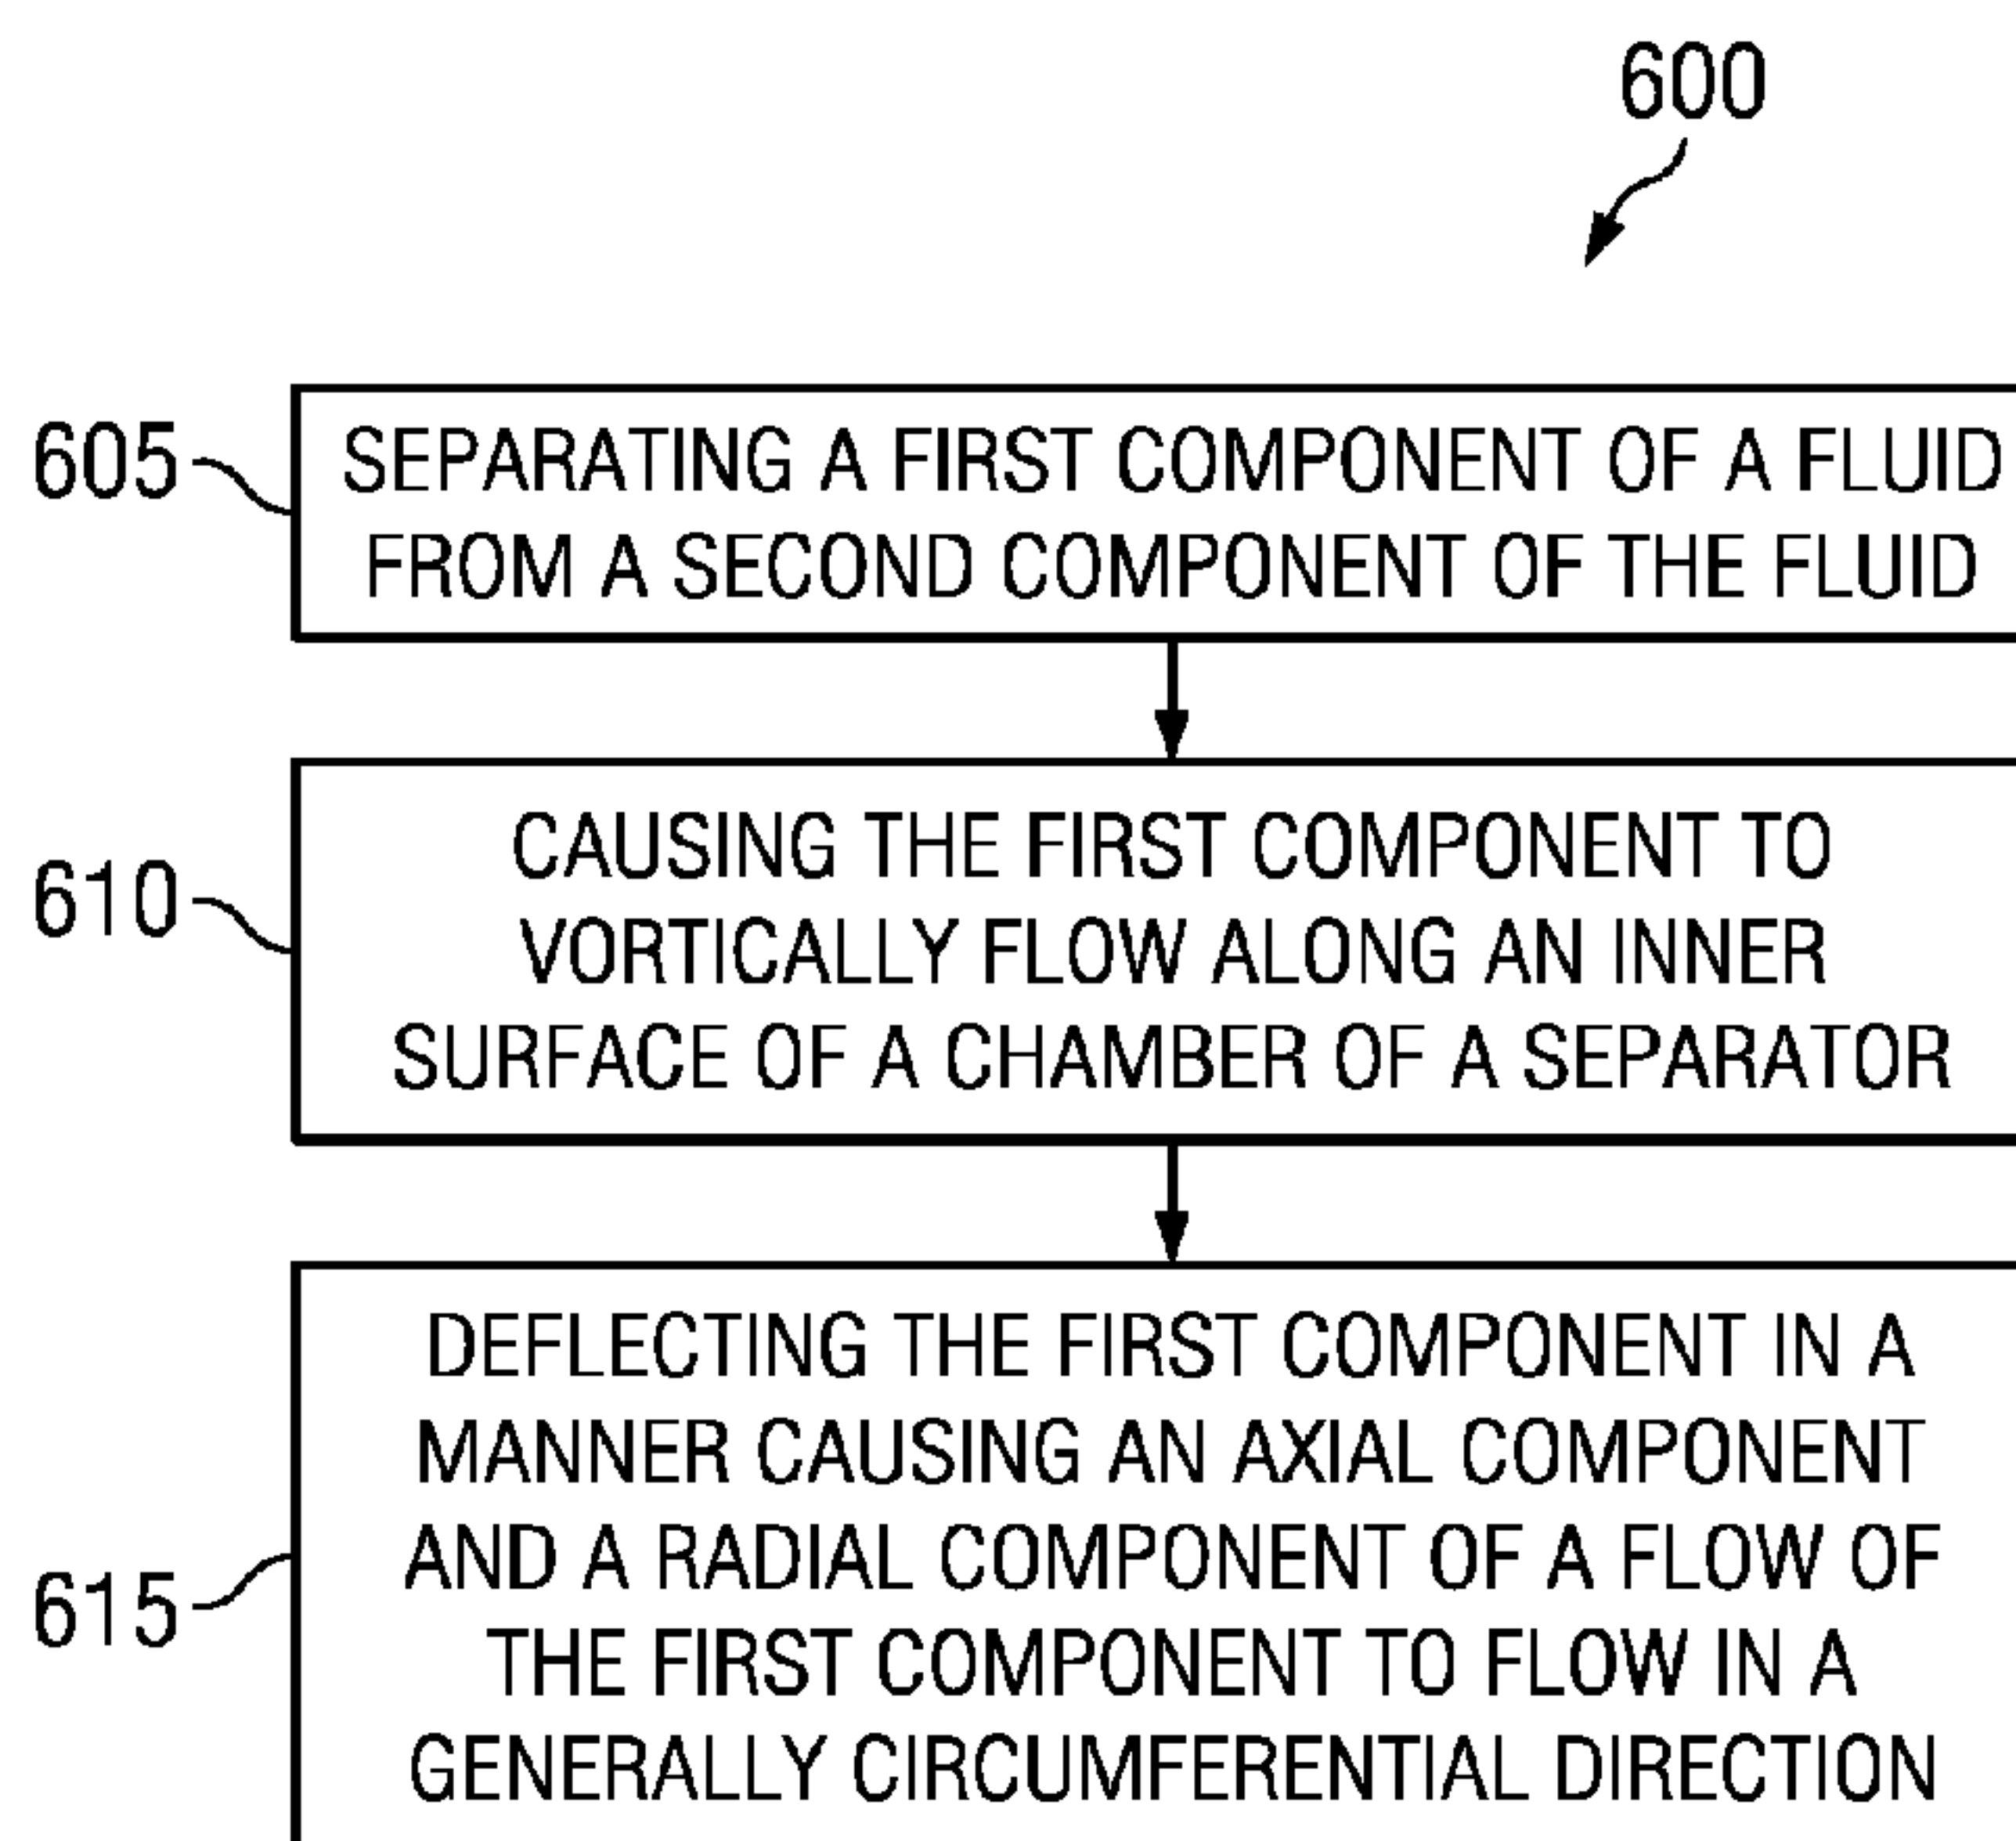 600
605
SEPARATING A FIRST COMPONENT OF A FLUID
FROM A SECOND COMPONENT OF THE FLUID
610
CAUSING THE FIRST COMPONENT TO
VORTICALLY FLOW ALONG AN INNER
SURFACE OF A CHAMBER OF A SEPARATOR
615
DEFLECTING THE FIRST COMPONENT IN A
MANNER CAUSING AN AXIAL COMPONENT
AND A RADIAL COMPONENT OF A FLOW OF
THE FIRST COMPONENT TO FLOW IN A
GENERALLY CIRCUMFERENTIAL DIRECTION